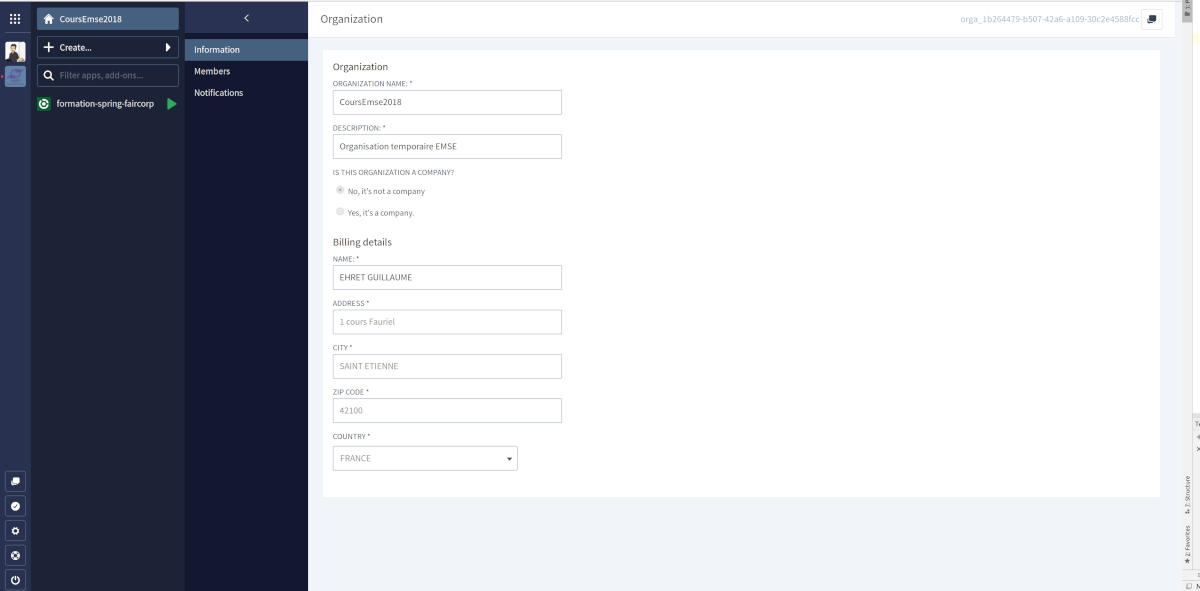 CoursEmse2018
Create...
Filter apps, add-ons...
formation-spring-faircorp
Information
Members
Notifications
Organization
orga_1b264479-b507-42a6-a109-30c2e4588fcc
Organization
ORGANIZATION NAME: *
CoursEmse2018
DESCRIPTION: *
Organisation temporaire EMSE
IS THIS ORGANIZATION A COMPANY?
No, it's not a company
Yes, it's a company.
Billing details
NAME: *
EHRET GUILLAUME
ADDRESS *
1 cours Fauriel
CITY *
SAINT ETIENNE
ZIP CODE *
42100
COUNTRY *
FRANCE
7: Structure
2: Favorites